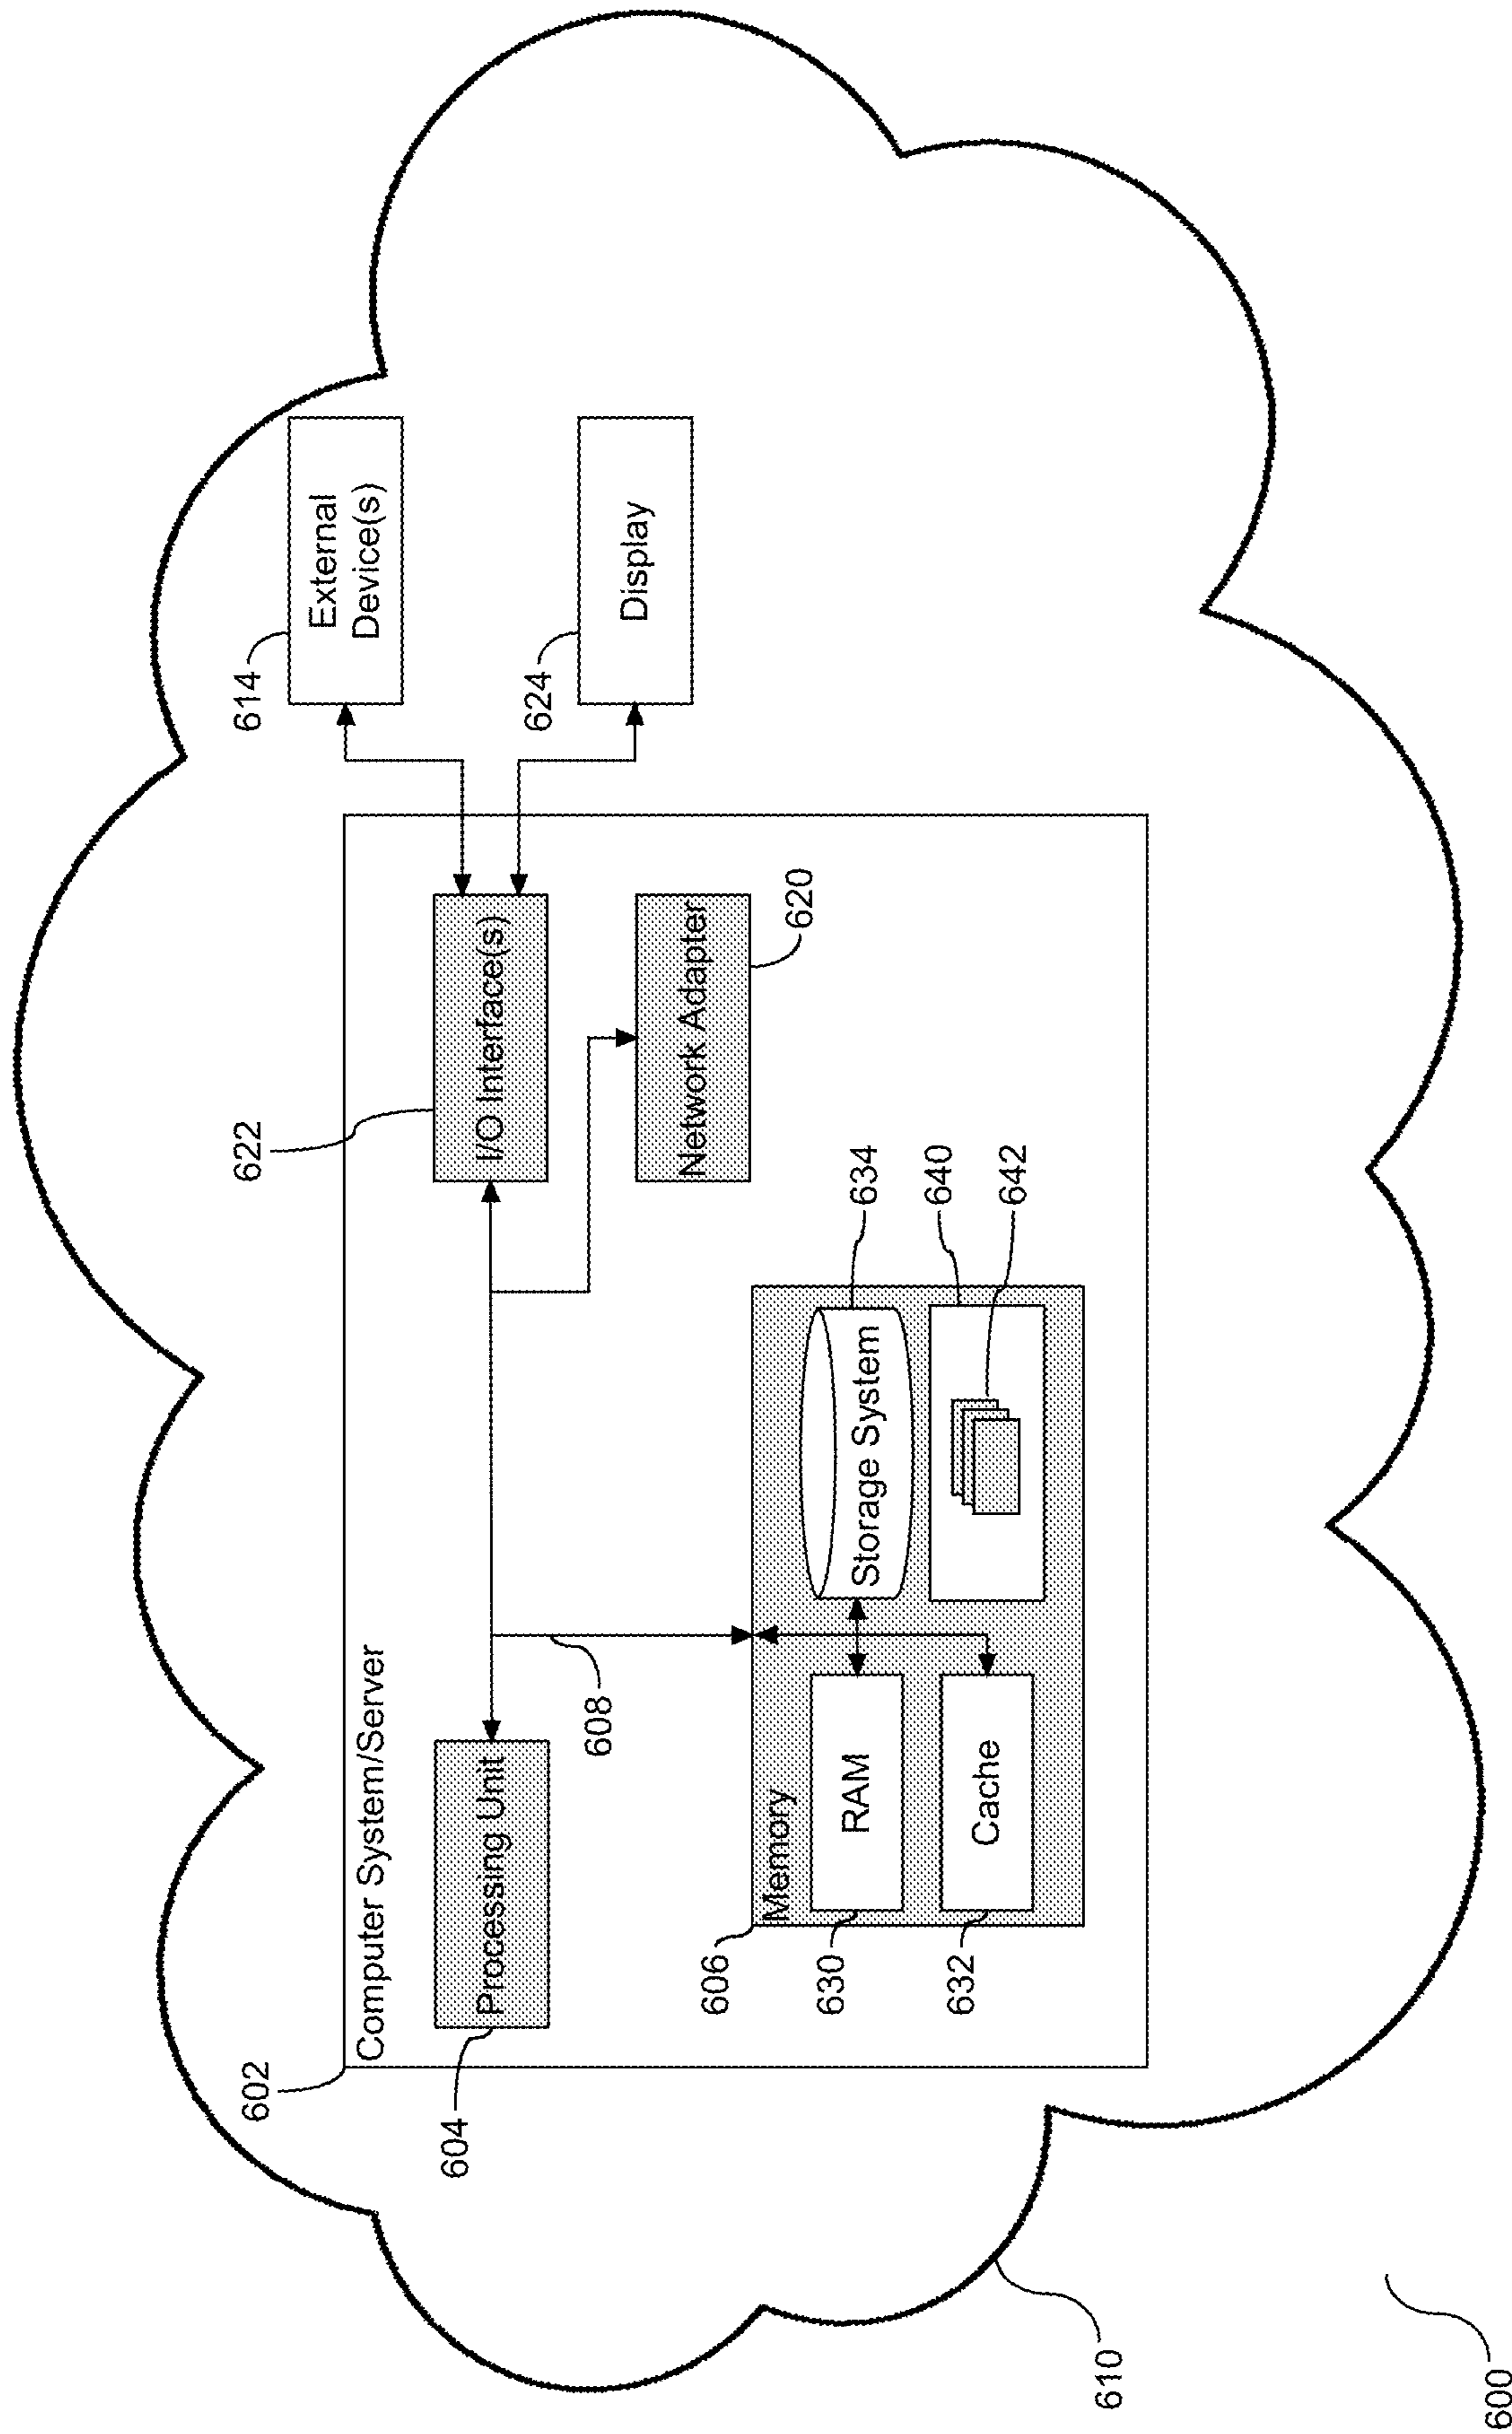 602
Computer System/Server
604
Processing Unit
622
I/O Interface(s)
614
External
Device(s)
608
624
Display
Network Adapter
620
606
Memory
630
RAM
Storage System
634
632
Cache
640
642
610
600